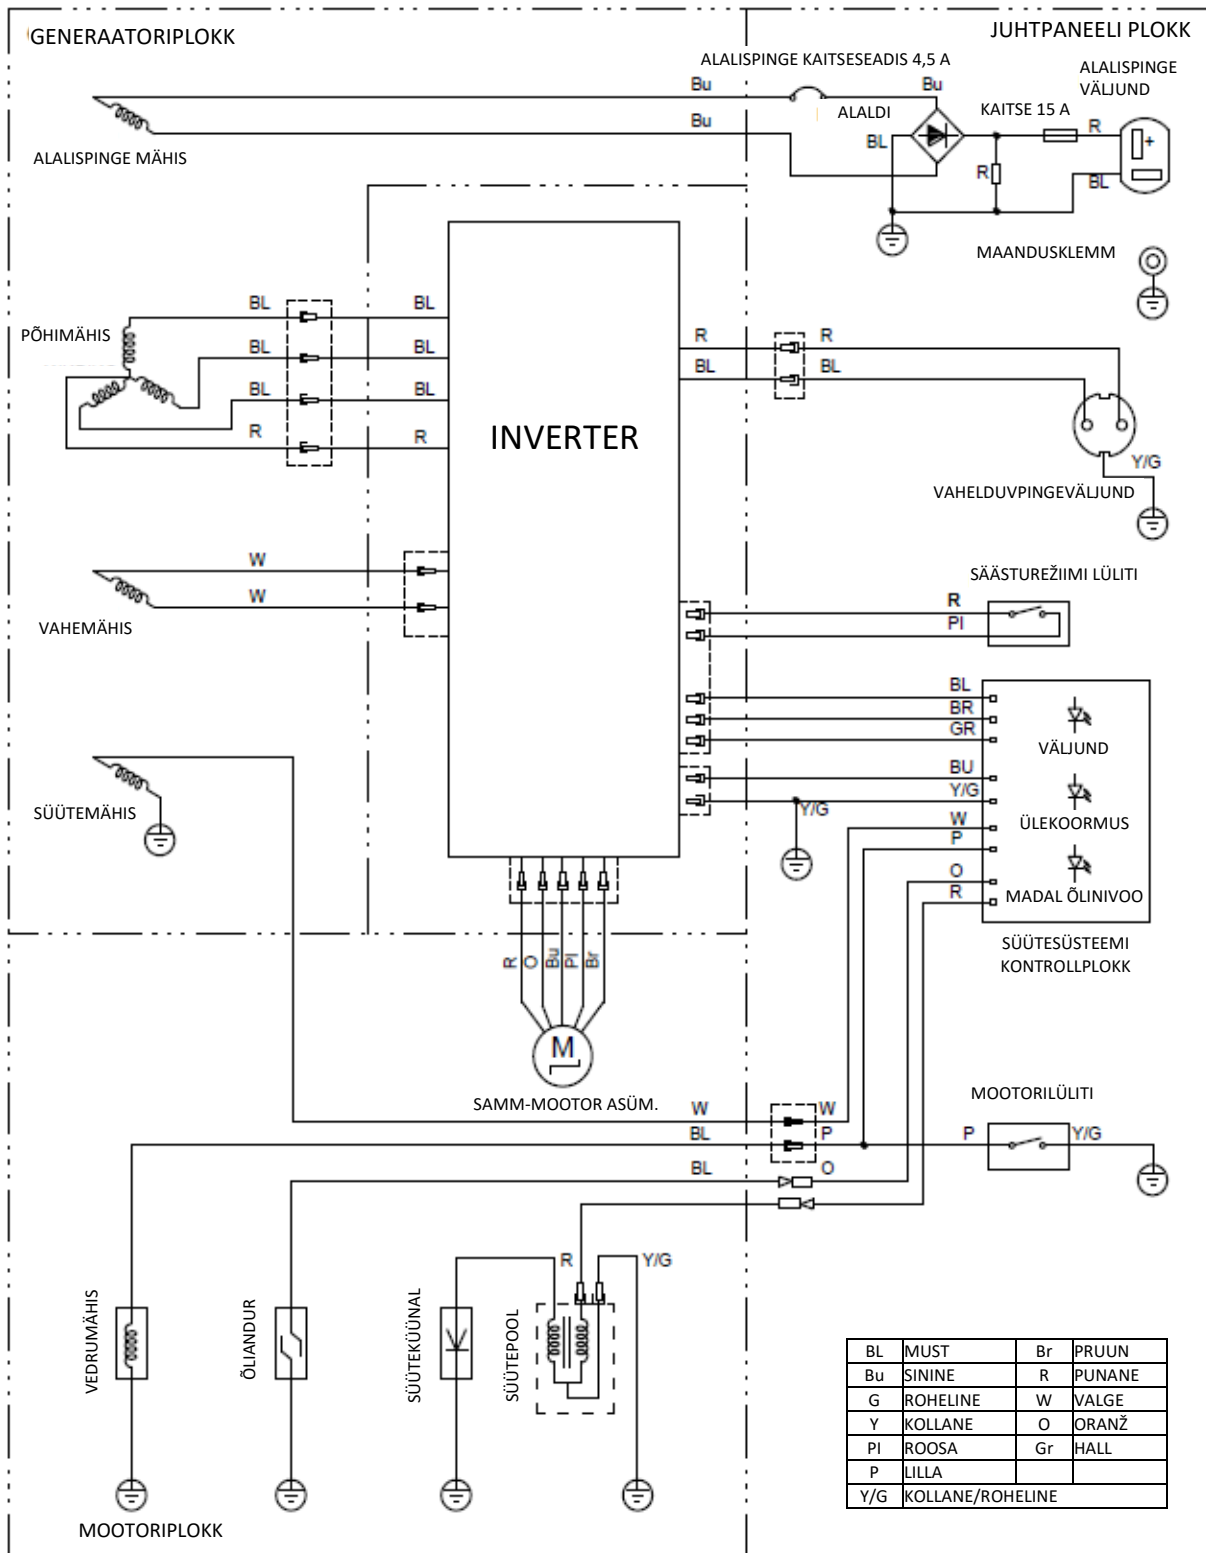 GENERAATORIPLOKK
JUHTPANEELI PLOKK
ALALISPINGE KAITSESEADIS 4,5 A
ALALISPINGE
VÄLJUND
Bu
Bu
ALALDI
KAITSE 15 A
Bu
BL
R
+
ALALISPINGE MÄHIS
R
BL
MAANDUSKLEMM
BL
BL
PÕHIMÄHIS
R
R
BL
BL
BL
BL
BL
BL
R
R
INVERTER
Y/G
VAHELDUVPINGEVÄLJUND
W
SÄÄSTUREŽIIMI LÜLITI
W
R
PI
VAHEMÄHIS
BL
BR
GR
VÄLJUND
BU
Y/G
Y/G
SÜÜTEMÄHIS
W
ÜLEKOORMUS
P
O
R
MADAL ÕLINIVOO
SÜÜTESÜSTEEMI
KONTROLLPLOKK
R
O
Bu
PI
Br
M
SAMM-MOOTOR ASÜM.
MOOTORILÜLITI
W
W
BL
P
P
Y/G
BL
O
R
Y/G
VEDRUMÄHIS
ÕLIANDUR
SÜÜTEKÜÜNAL
SÜÜTEPOOL
BL MUST Br PRUUN
Bu SININE R PUNANE
G ROHELINE W VALGE
Y KOLLANE O ORANŽ
PI ROOSA Gr HALL
P LILLA
Y/G KOLLANE/ROHELINE
MOOTORIPLOKK